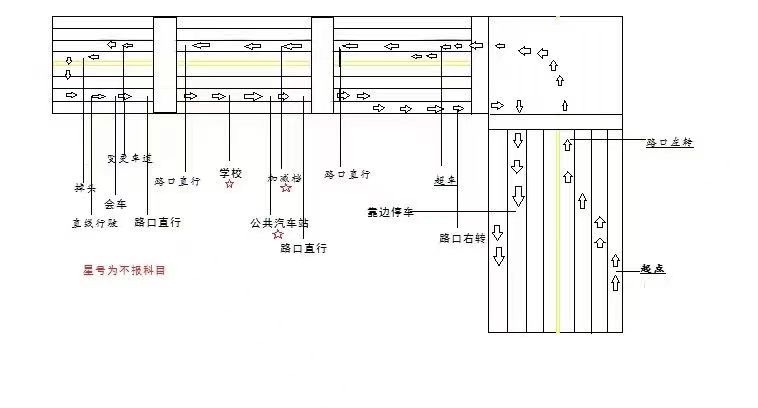 路口左转
变更车道
学校
加减档
路口直行
路口直行
超车
掉头
会车
靠边停车
直线行驶
路口直行
公共汽车站
路口右转
路口直行
星号为不报科目
起点